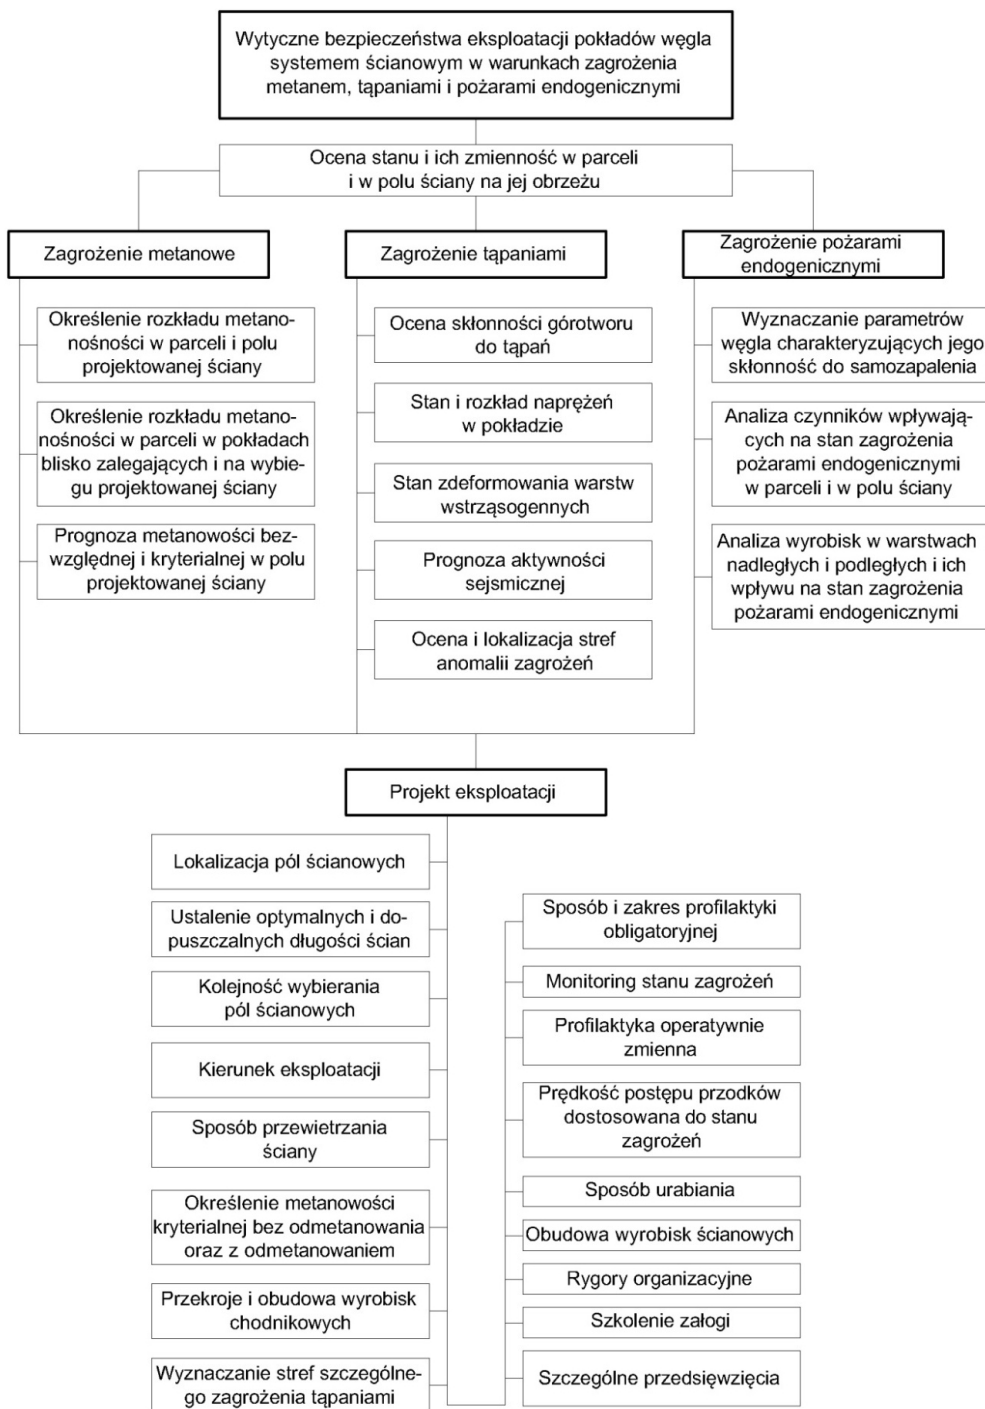 Wytyczne bezpieczeństwa eksploatacji pokładów węgla
systemem ścianowym w warunkach zagrożenia
metanem, tąpaniami i pożarami endogenicznymi
Ocena stanu i ich zmienność w parceli
i w polu ściany na jej obrzeżu
Zagrożenie metanowe
Określenie rozkładu metano-
nośności w parceli i polu
projektowanej ściany
Określenie rozkładu metano-
nośności w parceli w pokładach
blisko zalegających i na wybie-
gu projektowanej ściany
Prognoza metanowości bez-
względnej i kryterialnej w polu
projektowanej ściany
Zagrożenie tąpaniami
Ocena skłonności górotworu
do tąpań
Stan i rozkład naprężeń
w pokładzie
Stan zdeformowania warstw
wstrząsogennych
Prognoza aktywności
sejsmicznej
Ocena i lokalizacja stref
anomalii zagrożeń
Zagrożenie pożarami
endogenicznymi
Wyznaczanie parametrów
węgla charakteryzujących jego
skłonność do samozapalenia
Analiza czynników wpływają-
cych na stan zagrożenia
pożarami endogenicznymi
w parceli i w polu ściany
Analiza wyrobisk w warstwach
nadległych i podległych i ich
wpływu na stan zagrożenia
pożarami endogenicznymi
Projekt eksploatacji
Lokalizacja pól ścianowych
Ustalenie optymalnych i do-
puszczalnych długości ścian
Kolejność wybierania
pól ścianowych
Kierunek eksploatacji
Sposób przewietrzania
ściany
Określenie metanowości
kryterialnej bez odmetanowania
oraz z odmetanowaniem
Przekroje i obudowa wyrobisk
chodnikowych
Wyznaczanie stref szczególne-
go zagrożenia tąpaniami
Sposób i zakres profilaktyki
obligatoryjnej
Monitoring stanu zagrożeń
Profilaktyka operatywnie
zmienna
Prędkość postępu przodków
dostosowana do stanu
zagrożeń
Sposób urabiania
Obudowa wyrobisk ścianowych
Rygory organizacyjne
Szkolenie załogi
Szczególne przedsięwzięcia